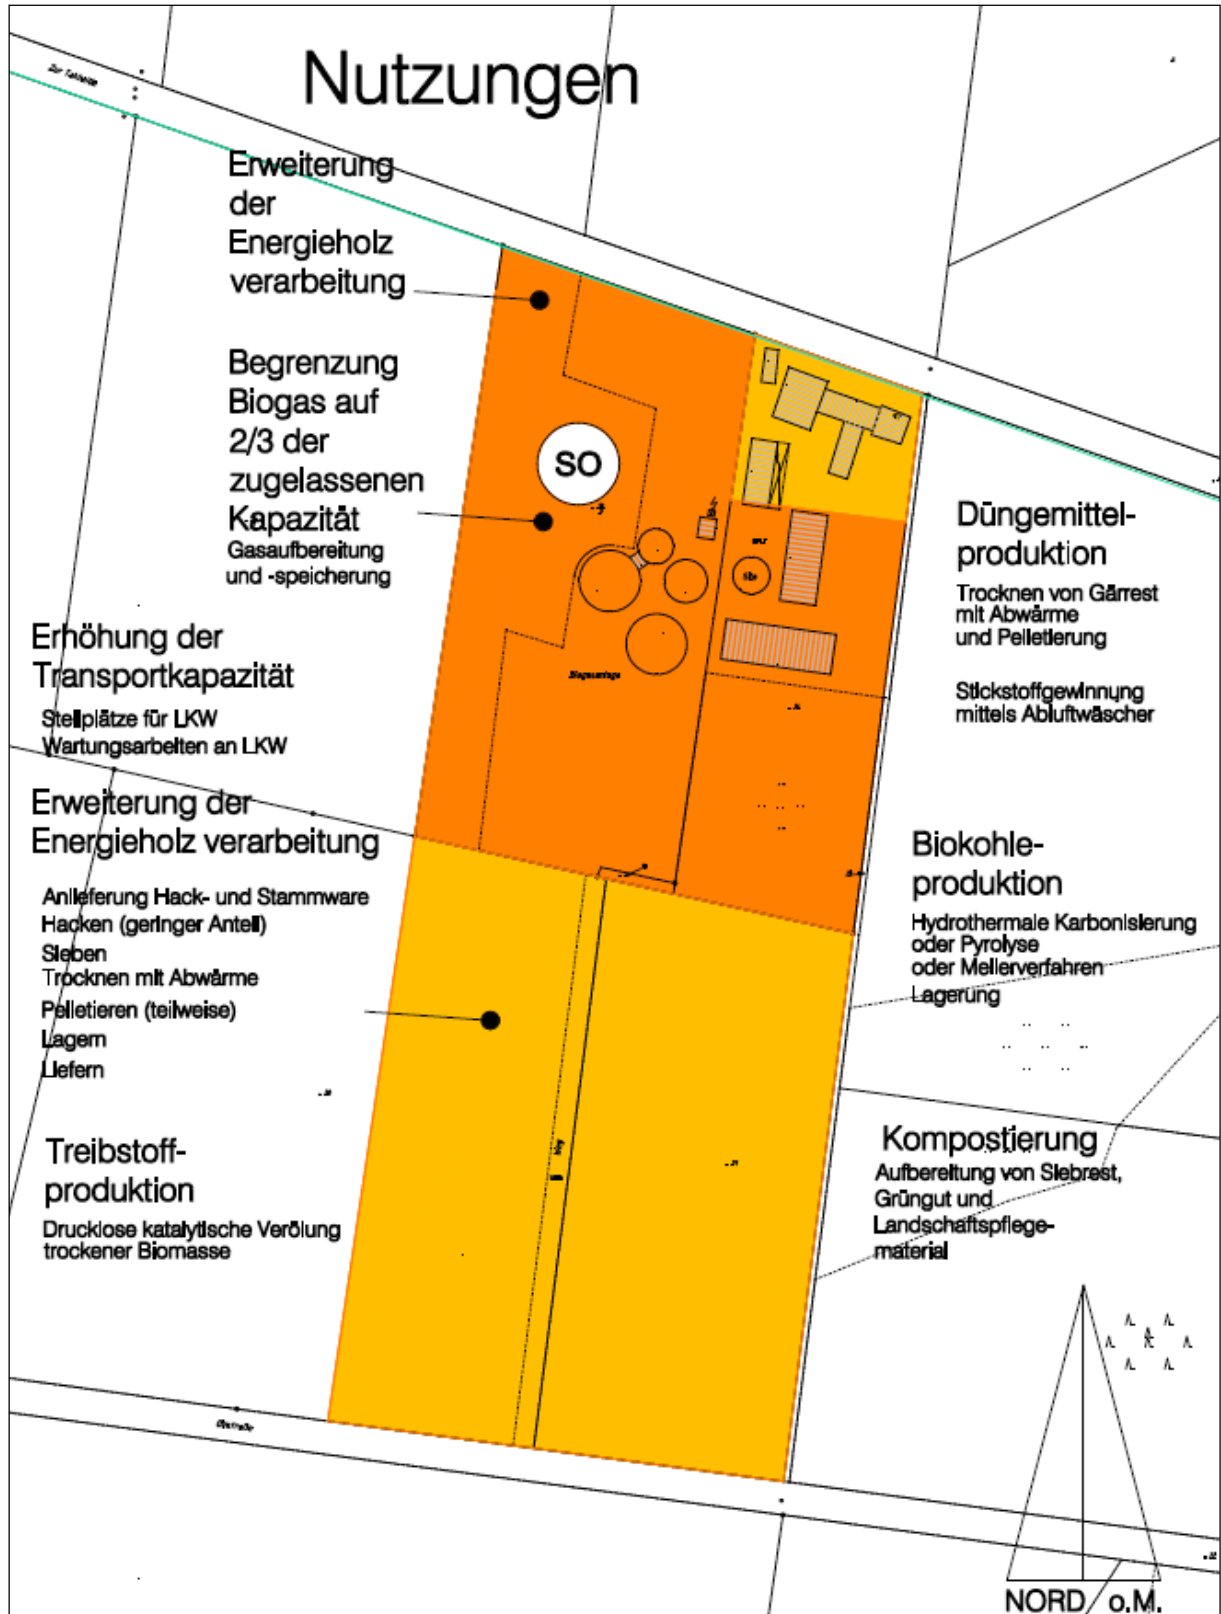 Nutzungen
Erweiterung
der
Energieholz
verarbeitung
Begrenzung
Biogas auf
2/3 der
zugelassenen
Kapazität
Gasaufbereitung
und -speicherung
SO
Biogasanlage
Erhöhung der
Transportkapazität
Stellplätze für LKW
Wartungsarbeiten an LKW
Erweiterung der
Energieholz verarbeitung
Anlieferung Hack- und Stammware
Hacken (geringer Anteil)
Sieben
Trocknen mit Abwärme
Pelletieren (teilweise)
Lagern
Liefern
Treibstoff-
produktion
Drucklose katalytische Verölung
trockener Biomasse
Düngemittel-
produktion
Trocknen von Gärrest
mit Abwärme
und Pelletierung
Stickstoffgewinnung
mittels Abluftwäscher
Biokohle-
produktion
Hydrothermale Karbonisierung
oder Pyrolyse
oder Meilerverfahren
Lagerung
Kompostierung
Aufbereitung von Siebrest,
Grüngut und
Landschaftspflege-
material
NORD o.M.